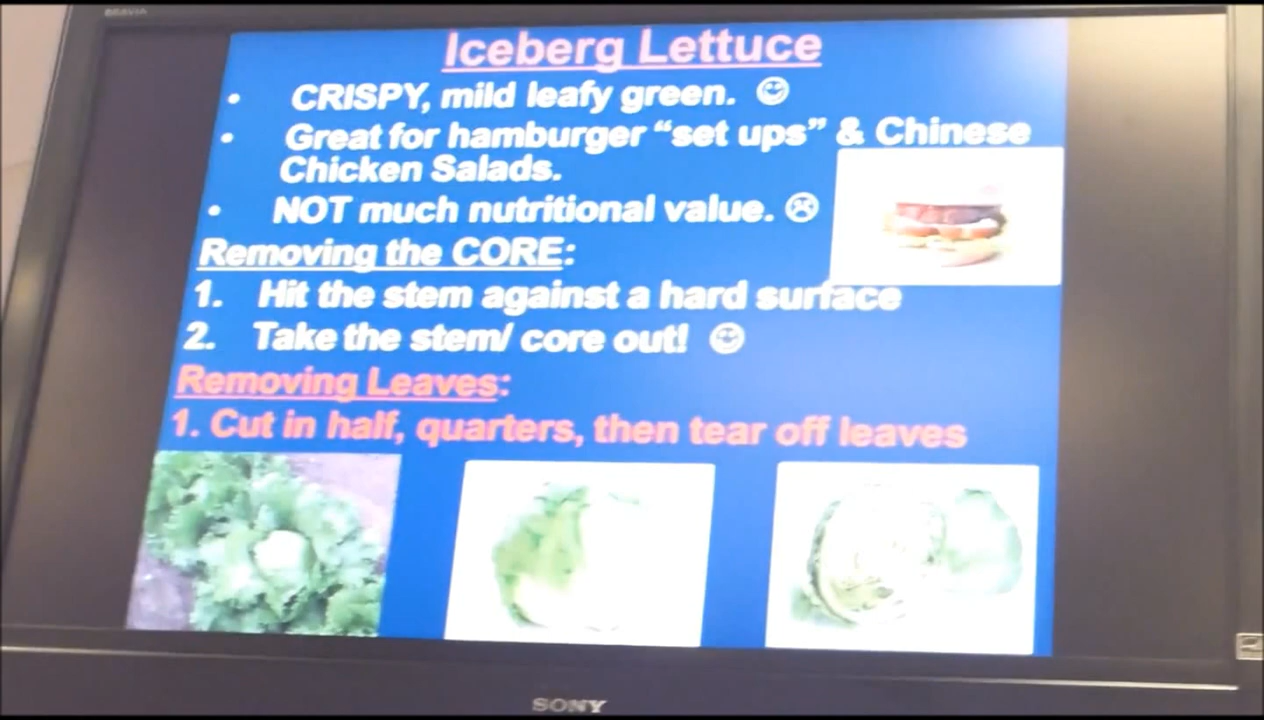 BRAVIA
Iceberg Lettuce
• CRISPY, mild leafy green. ☺
• Great for hamburger “set ups” & Chinese
Chicken Salads.
• NOT much nutritional value. ☹
Removing the CORE:
1. Hit the stem against a hard surface
2. Take the stem/ core out! ☺
Removing Leaves:
1. Cut in half, quarters, then tear off leaves
SONY